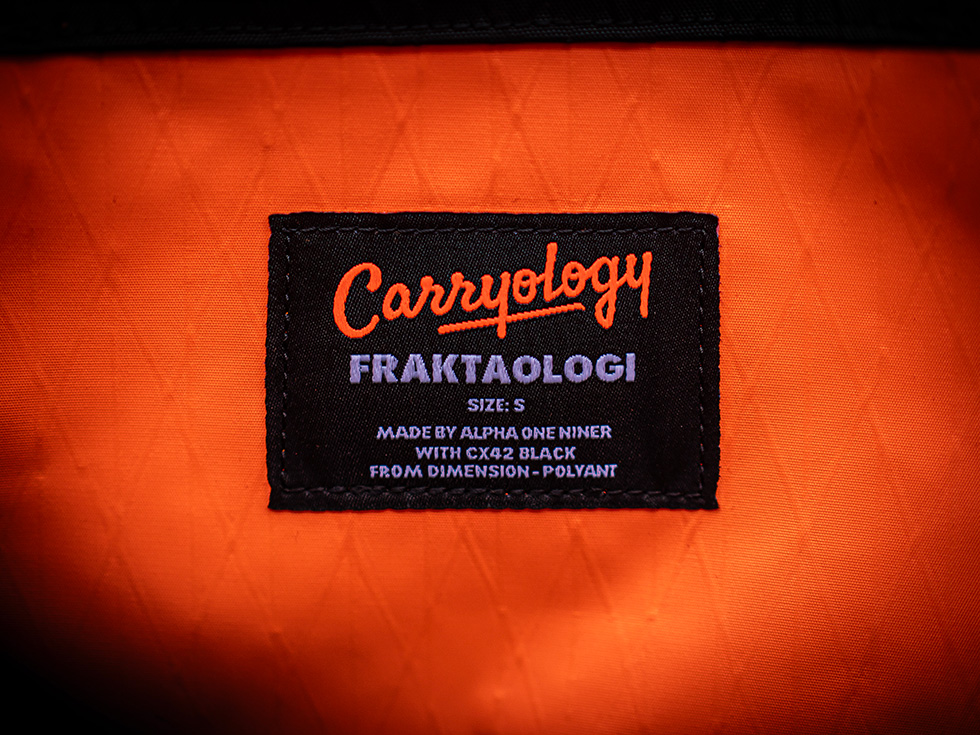 Carryology
FRAKTAOLOGI
SIZE: S
MADE BY ALPHA ONE NINER
WITH CX42 BLACK
FROM DIMENSION-POLYANT